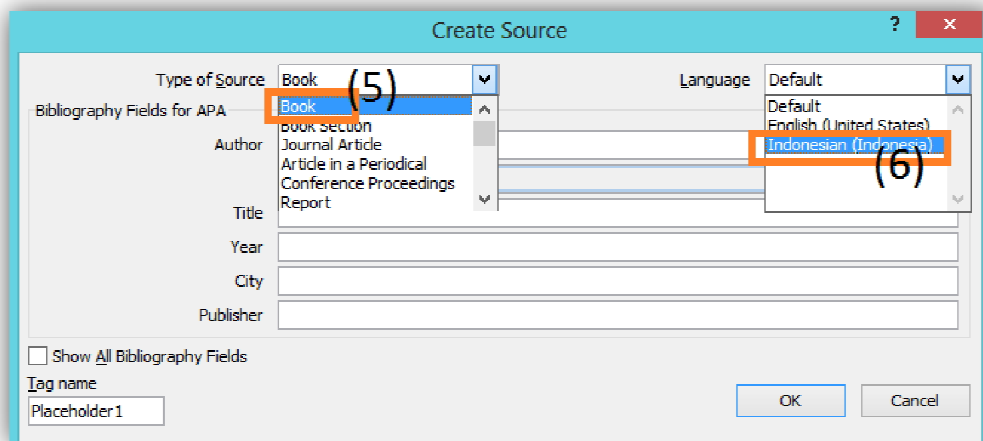 Create Source
?
x
Type of Source Book (5) Language Default
Bibliography Fields for APA
Book
Book Section
Journal Article
Article in a Periodical
Conference Proceedings
Report
Default
English (United States)
Indonesian (Indonesia)
(6)
Author
Title
Year
City
Publisher
Show All Bibliography Fields
Tag name
Placeholder1
OK Cancel